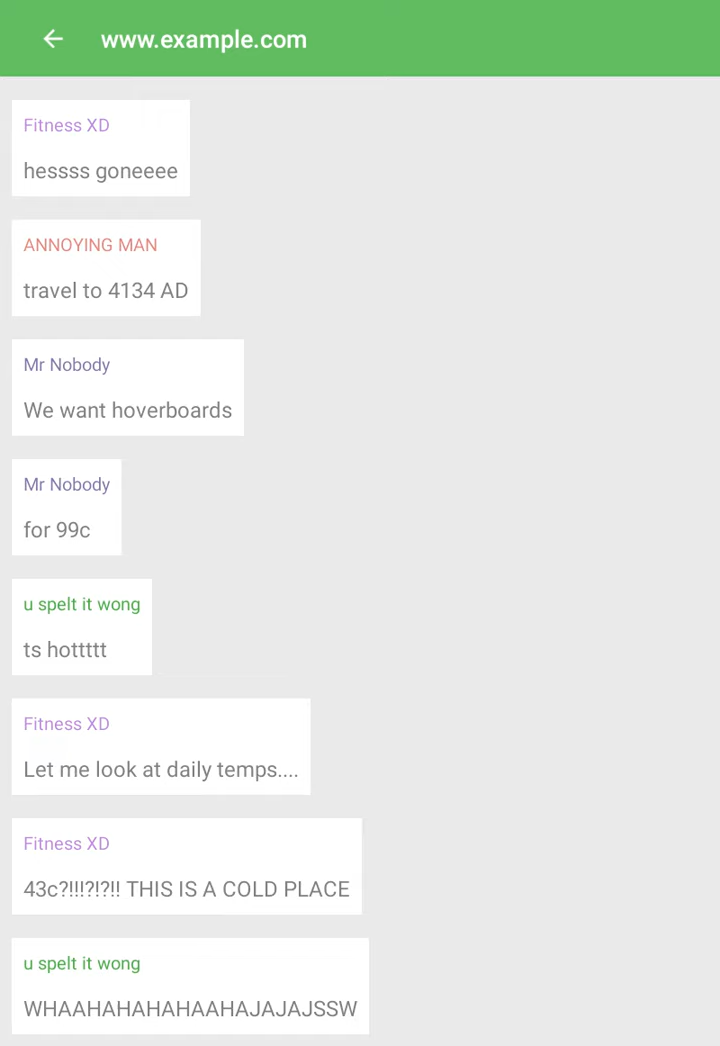 www.example.com
Fitness XD
hessss goneeee
ANNOYING MAN
travel to 4134 AD
Mr Nobody
We want hoverboards
Mr Nobody
for 99c
u spelt it wong
ts hottttt
Fitness XD
Let me look at daily temps....
Fitness XD
43c?!!!?!?!! THIS IS A COLD PLACE
u spelt it wong
WHAAHAHAHAHAAHAJAJAJSSW